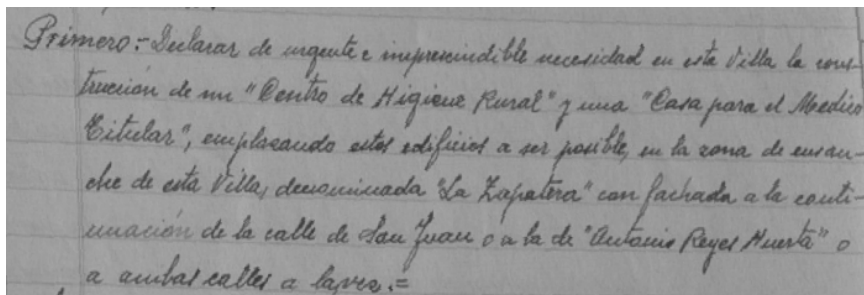 Primero:- Declarar de urgente e imprescindible necesidad en esta Villa la cons-
trucción de un "Centro de Higiene Rural" y una "Casa para el Medico
Titular", emplazando estos edificios a ser posible, en la zona de ensan-
che de esta Villa, denominada "La Zapatera" con fachada a la conti-
nuación de la calle de San Juan o a la de "Antonio Reyes Huerta" o
a ambas calles a la vez.=